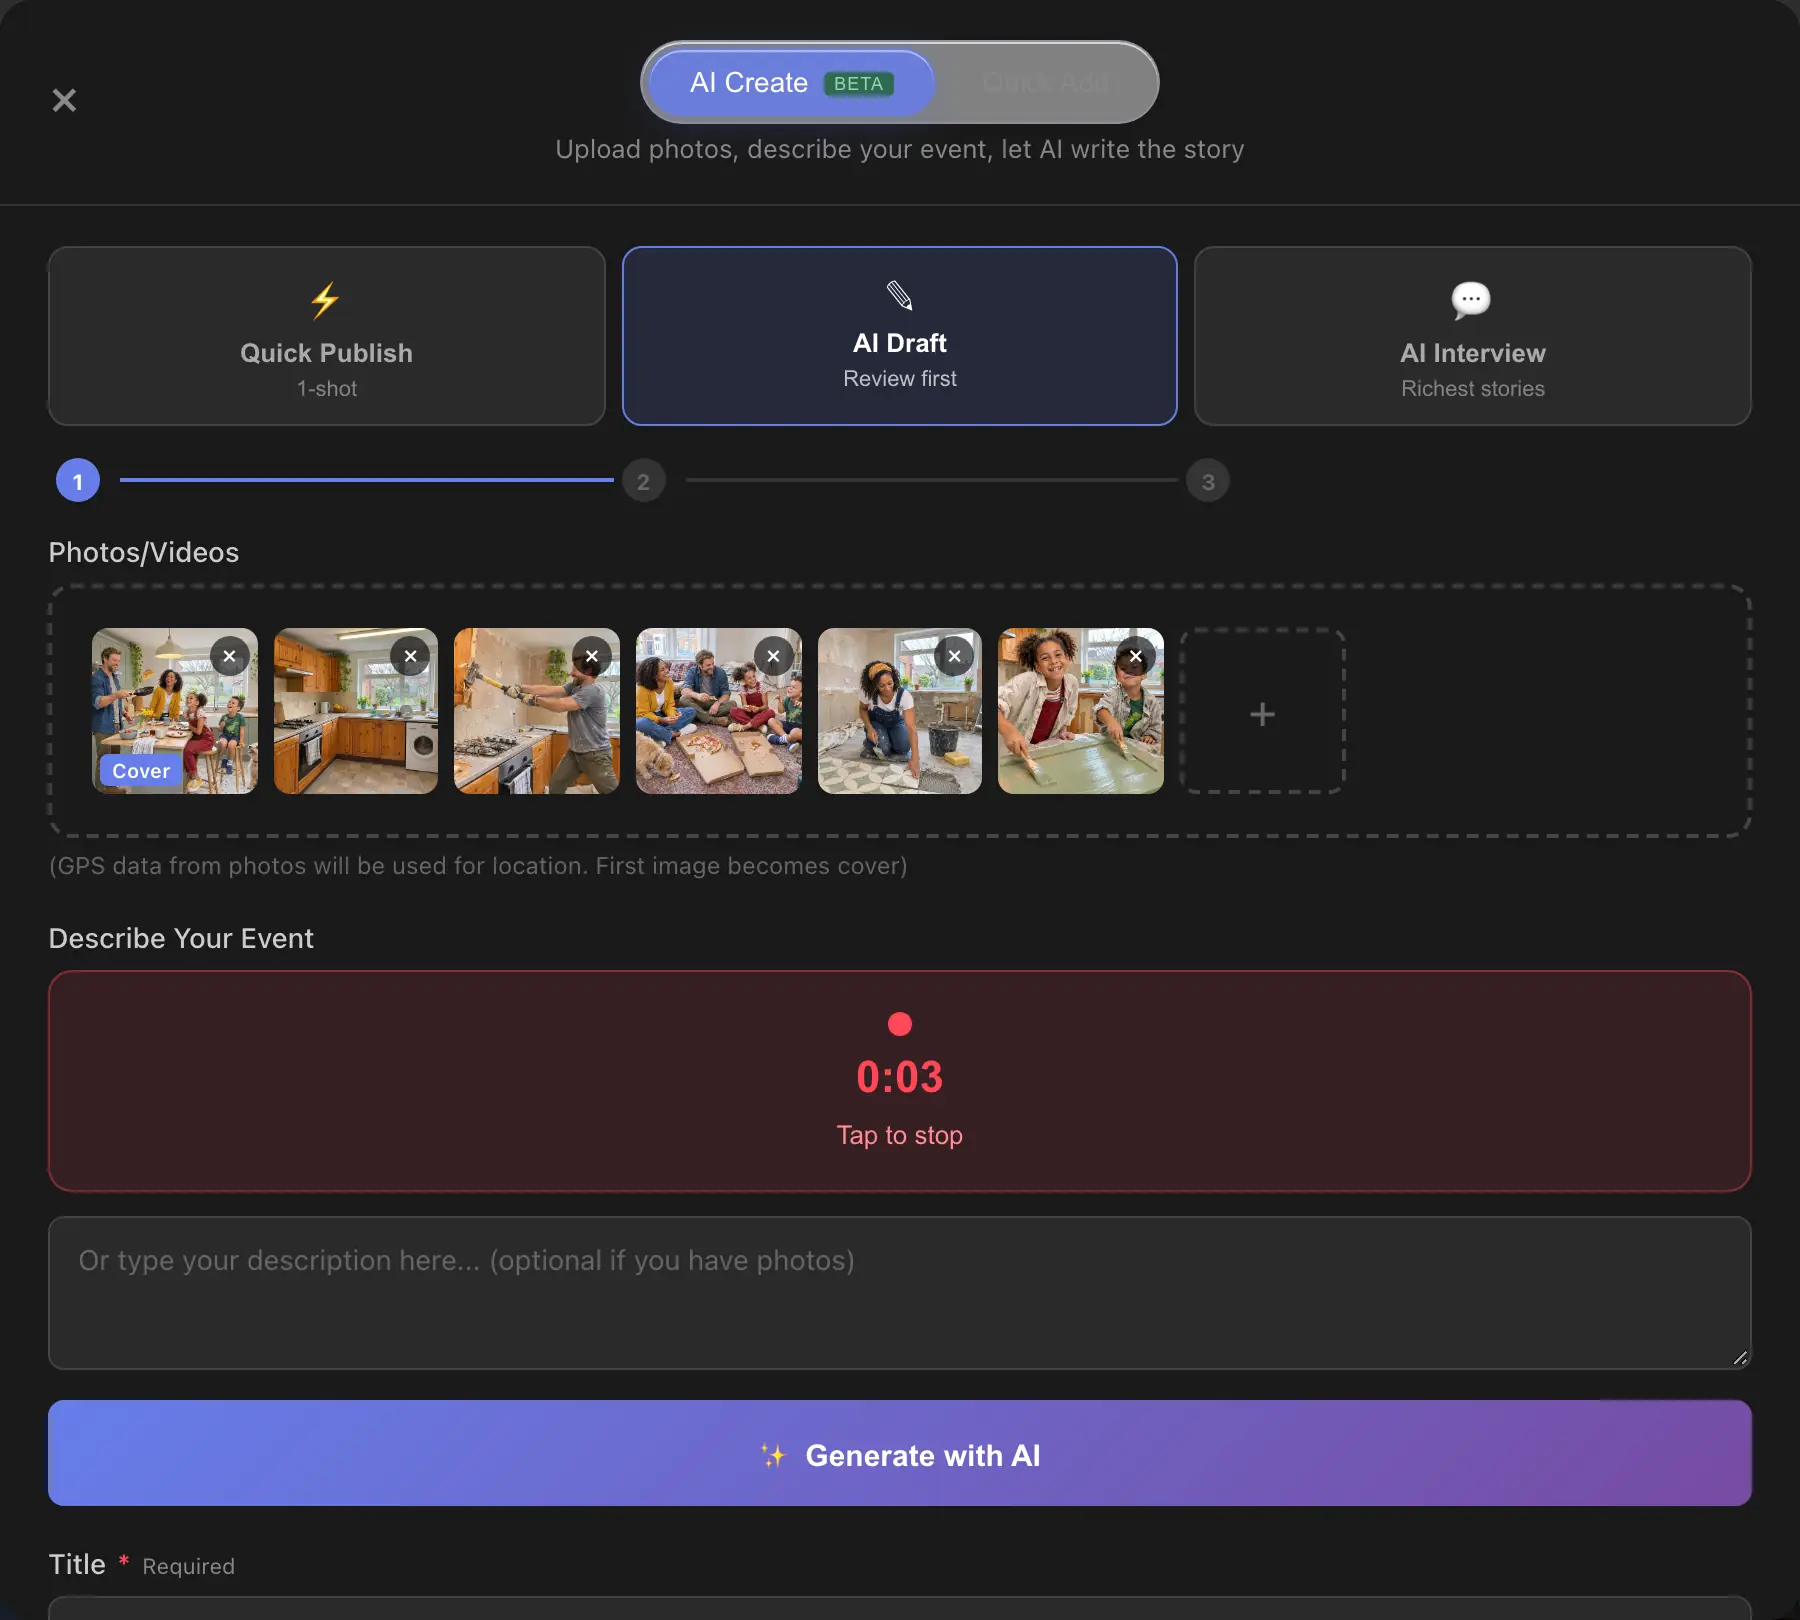 AI Create BETA Quick Add
Upload photos, describe your event, let AI write the story
Quick Publish
1-shot
AI Draft
Review first
AI Interview
Richest stories
1 2 3
Photos/Videos
Cover
(GPS data from photos will be used for location. First image becomes cover)
Describe Your Event
0:03
Tap to stop
Or type your description here... (optional if you have photos)
Generate with AI
Title * Required